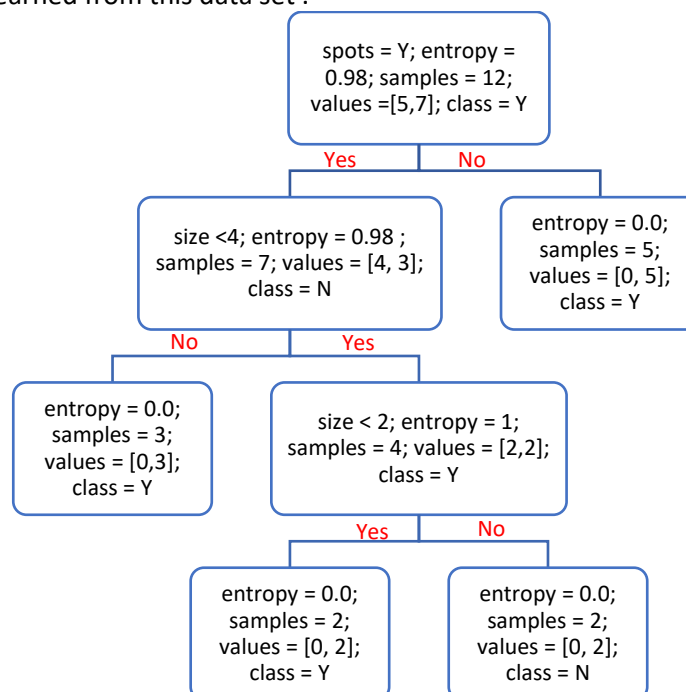 earned from this data set :
spots = Y; entropy =
0.98; samples = 12;
values =[5,7]; class = Y
Yes
No
size <4; entropy = 0.98 ;
samples = 7; values = [4, 3];
class = N
entropy = 0.0;
samples = 5;
values = [0, 5];
class = Y
No
Yes
entropy = 0.0;
samples = 3;
values = [0,3];
class = Y
size < 2; entropy = 1;
samples = 4; values = [2,2];
class = Y
Yes
No
entropy = 0.0;
samples = 2;
values = [0, 2];
class = Y
entropy = 0.0;
samples = 2;
values = [0, 2];
class = N